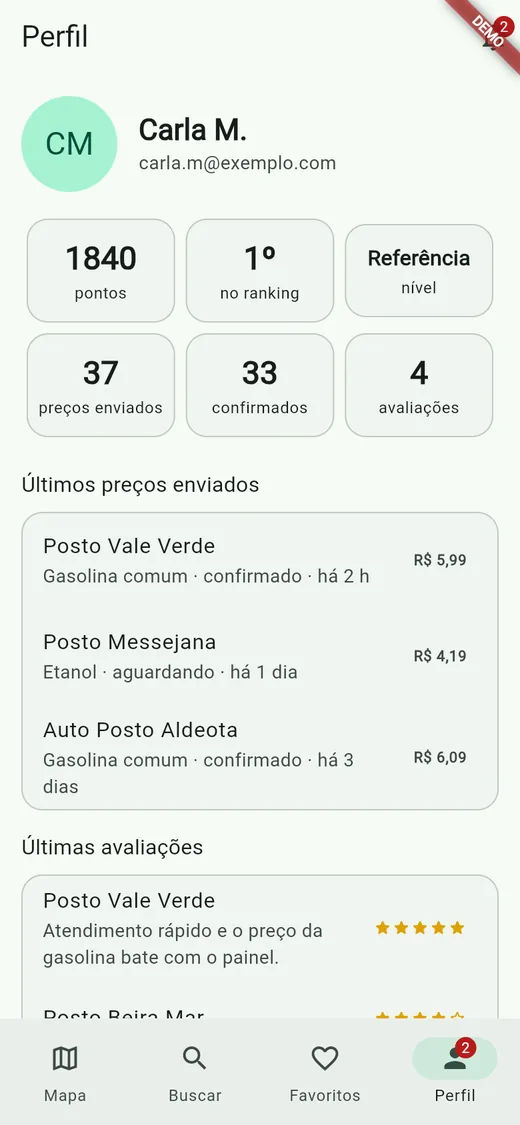 Perfil
DEMO
2
CM
Carla M.
carla.m@exemplo.com
1840
pontos
1º
no ranking
Referência
nível
37
preços enviados
33
confirmados
4
avaliações
Últimos preços enviados
Posto Vale Verde
Gasolina comum · confirmado · há 2 h
R$ 5,99
Posto Messejana
Etanol · aguardando · há 1 dia
R$ 4,19
Auto Posto Aldeota
Gasolina comum · confirmado · há 3
dias
R$ 6,09
Últimas avaliações
Posto Vale Verde
Atendimento rápido e o preço da
gasolina bate com o painel.
Posto Beira Mar
2
Mapa
Buscar
Favoritos
Perfil